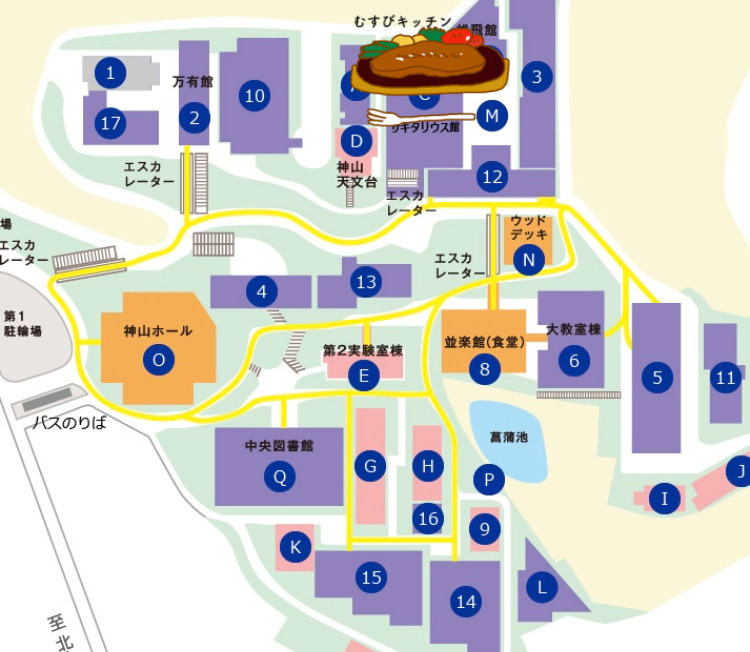 むすびキッチン
館
1
万有館
3
17
2
10
C
M
D
サギタリウス館
エスカ
レーター
神山
天文台
12
エスカ
レーター
場
エスカ
レーター
ウッド
デッキ
エスカ
レーター
N
4
13
第1
駐輪場
神山ホール
O
第2実験室棟
E
並楽館(食堂)
8
大教室棟
6
5
11
バスのりば
中央図書館
Q
G
H
菖蒲池
P
J
I
16
9
K
15
14
L
至
北